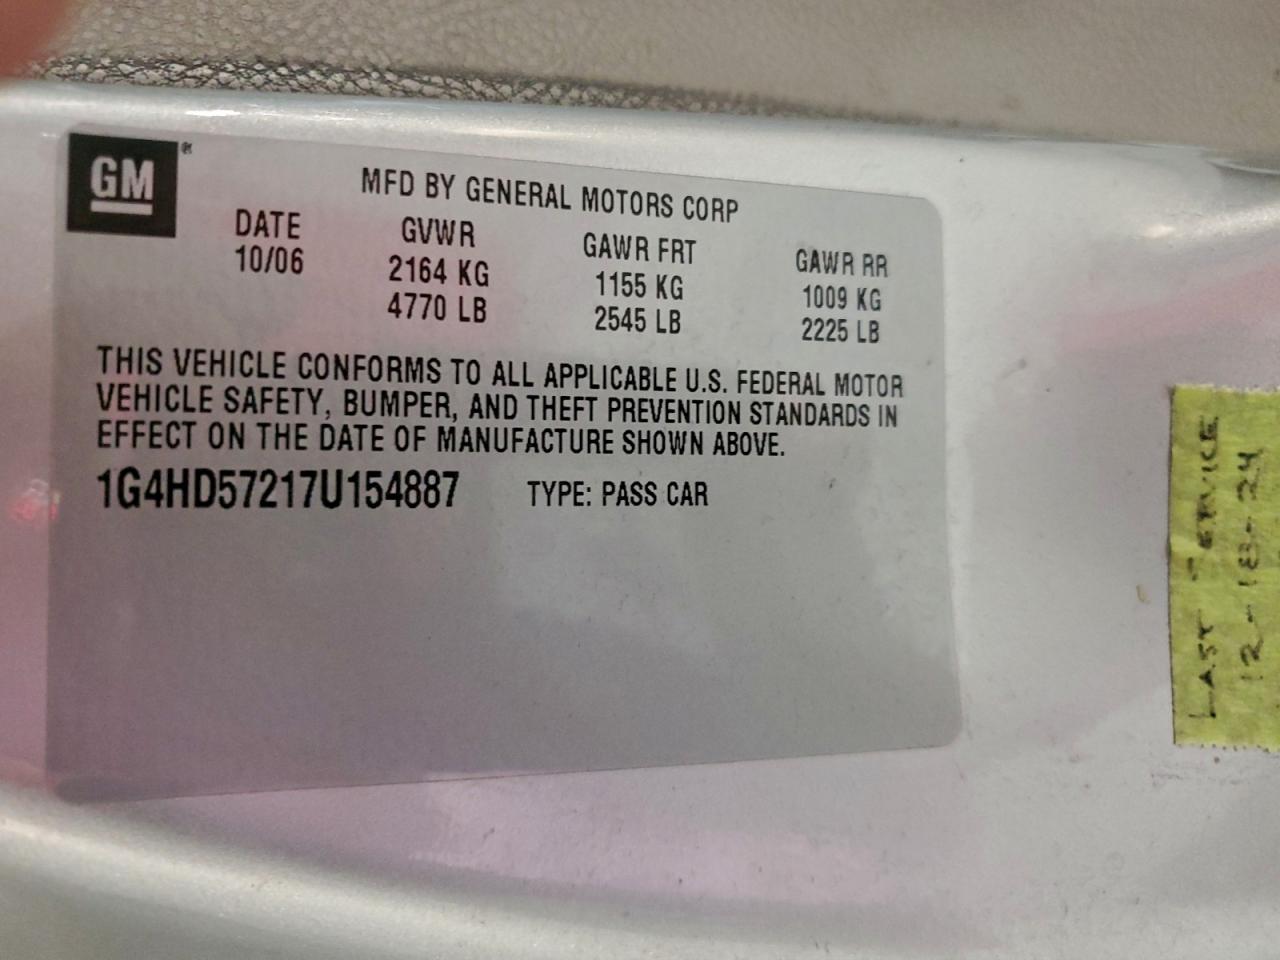 GM ®
MFD BY GENERAL MOTORS CORP
DATE GVWR GAWR FRT GAWR RR
10/06 2164 KG 1155 KG 1009 KG
4770 LB 2545 LB 2225 LB
THIS VEHICLE CONFORMS TO ALL APPLICABLE U.S. FEDERAL MOTOR
VEHICLE SAFETY, BUMPER, AND THEFT PREVENTION STANDARDS IN
EFFECT ON THE DATE OF MANUFACTURE SHOWN ABOVE.
1G4HD57217U154887 TYPE: PASS CAR
LAST SERVICE
12-18-24